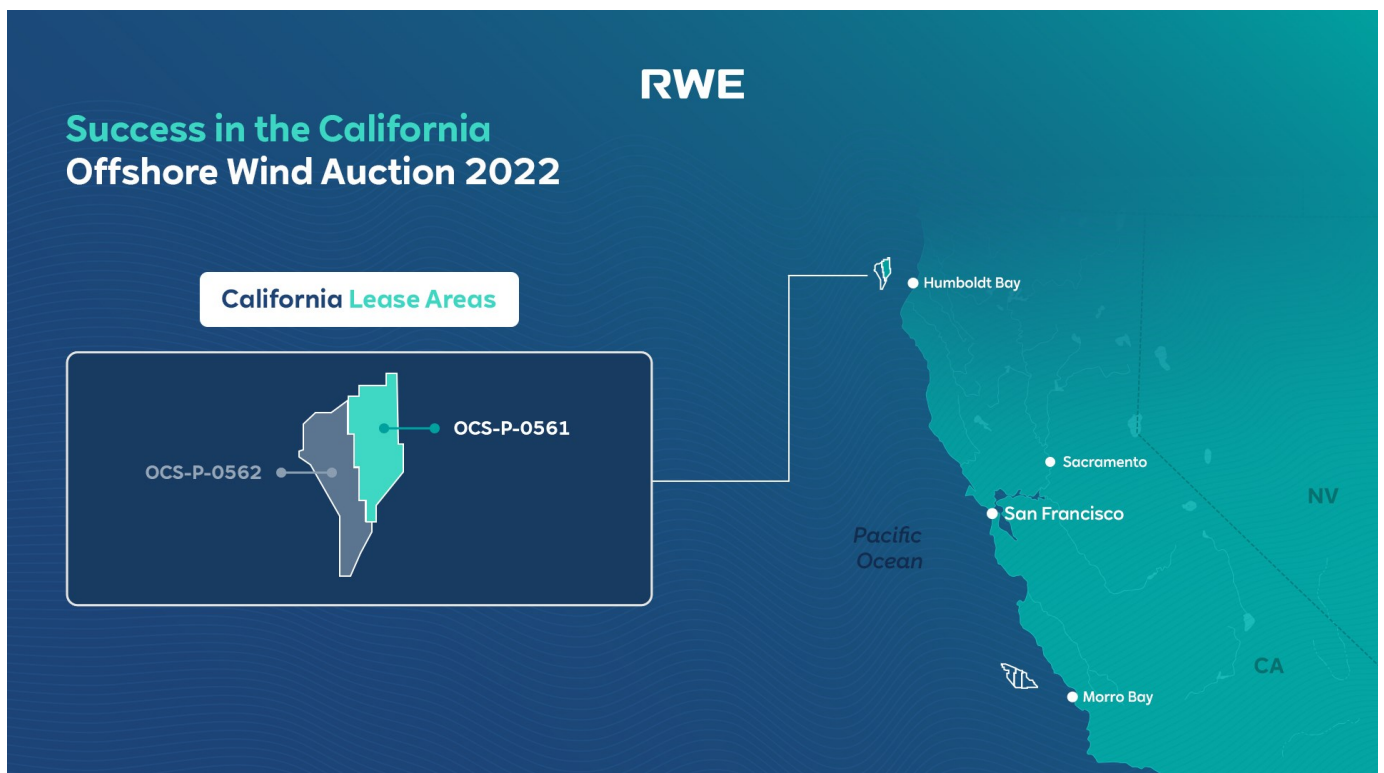 RWE
Success in the California
Offshore Wind Auction 2022
California Lease Areas
OCS-P-0561
OCS-P-0562
Humboldt Bay
Sacramento
NV
San Francisco
Pacific
Ocean
CA
Morro Bay